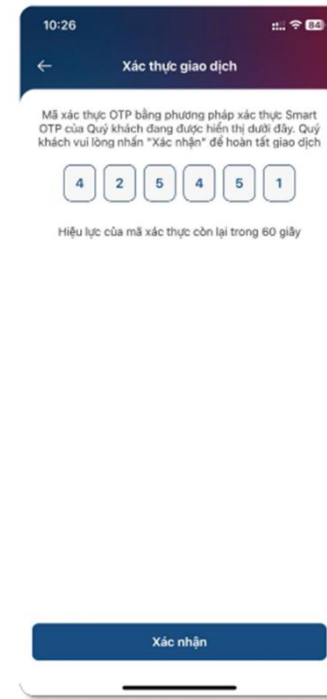 10:26
84
Xác thực giao dịch
Mã xác thực OTP bằng phương pháp xác thực Smart
OTP của Quý khách đang được hiển thị dưới đây. Quý
khách vui lòng nhấn "Xác nhận" để hoàn tất giao dịch
4 2 5 4 5 1
Hiệu lực của mã xác thực còn lại trong 60 giây
Xác nhận